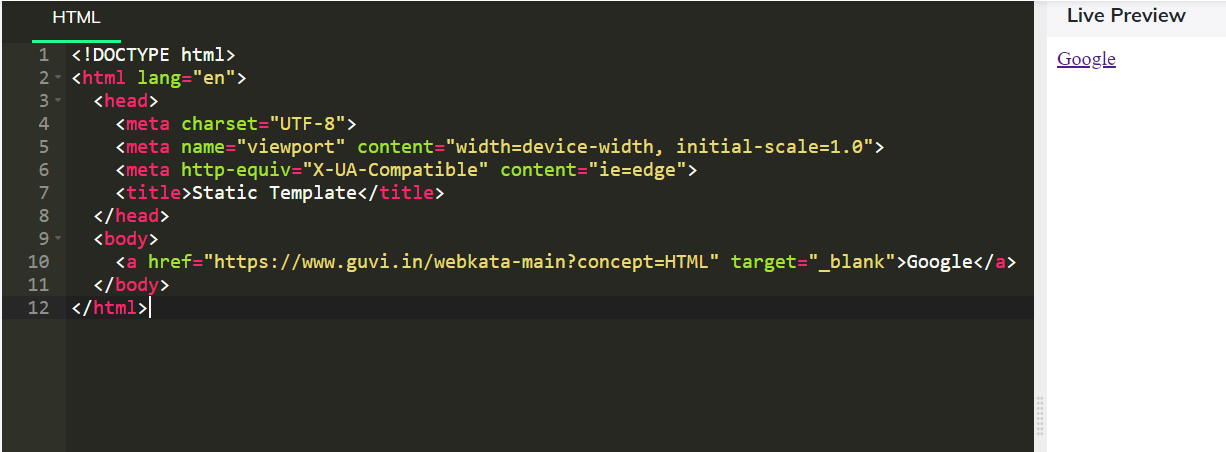 HTML
Live Preview
1 <!DOCTYPE html>
2 <html lang="en">
3 <head>
4 <meta charset="UTF-8">
5 <meta name="viewport" content="width=device-width, initial-scale=1.0">
6 <meta http-equiv="X-UA-Compatible" content="ie=edge">
7 <title>Static Template</title>
8 </head>
9 <body>
10 <a href="https://www.guvi.in/webkata-main?concept=HTML" target="_blank">Google</a>
11 </body>
12 </html>
Google